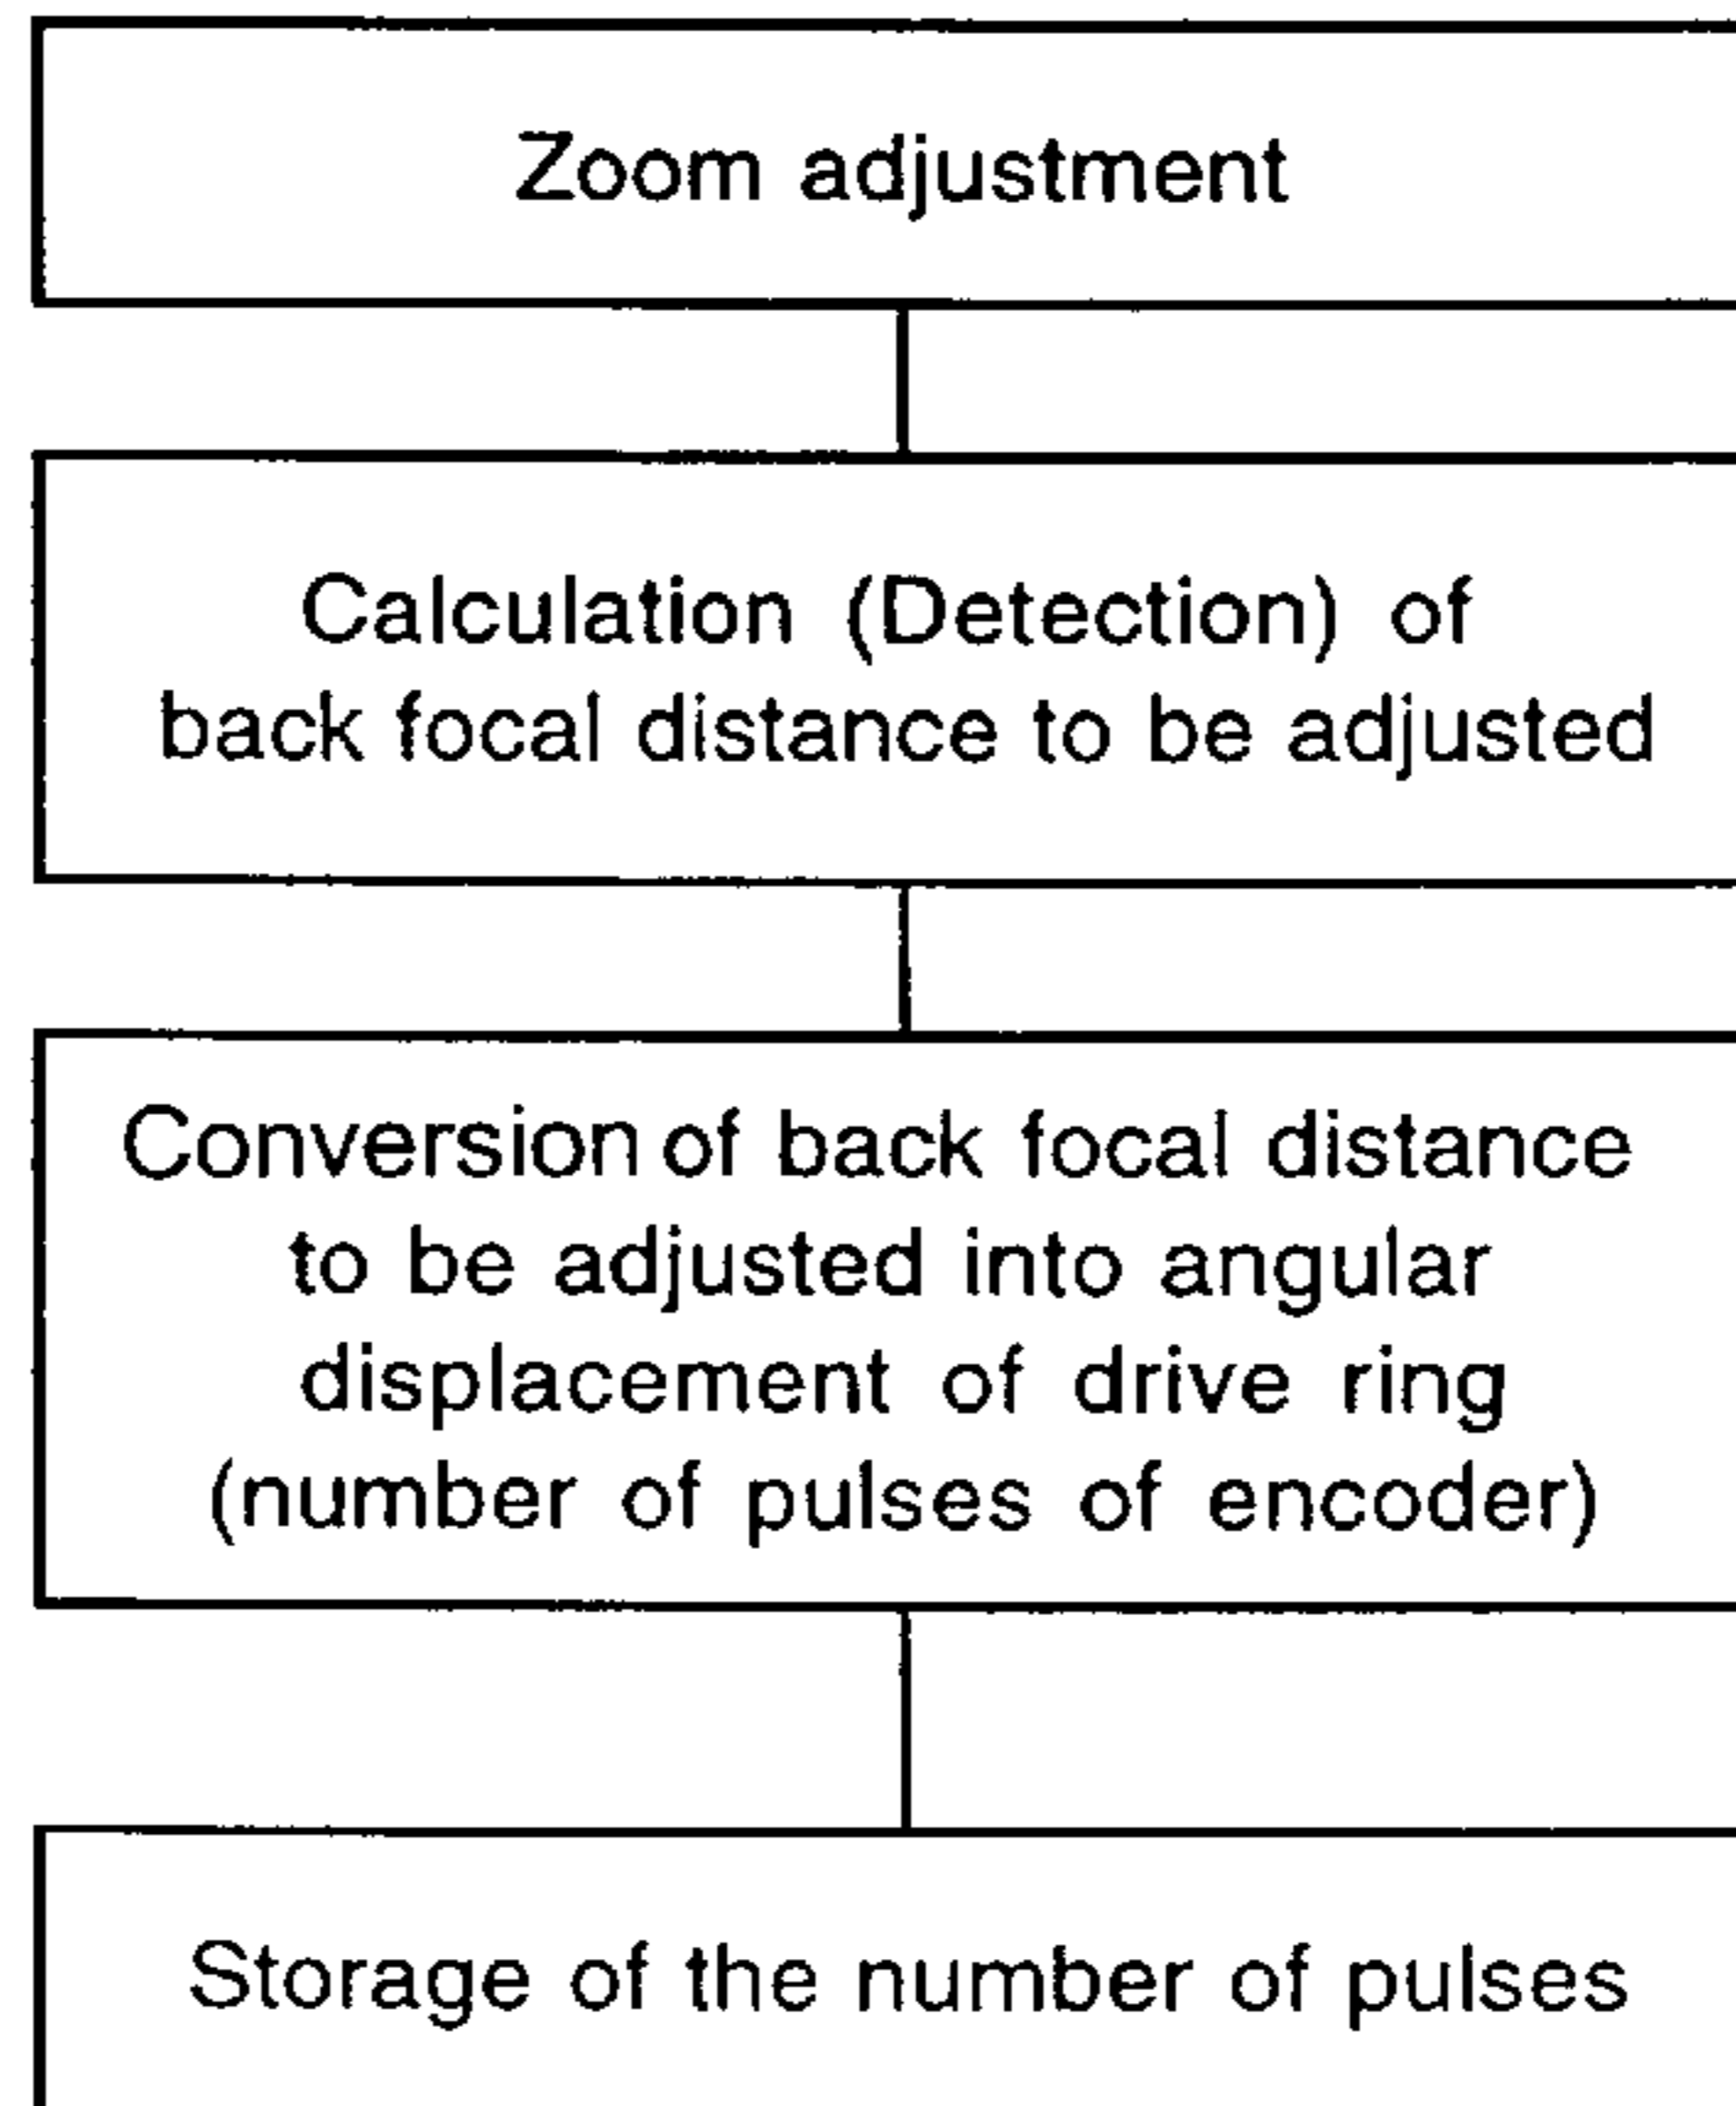 Zoom adjustment
Calculation (Detection) of
back focal distance to be adjusted
Conversion of back focal distance
to be adjusted into angular
displacement of drive ring
(number of pulses of encoder)
Storage of the number of pulses